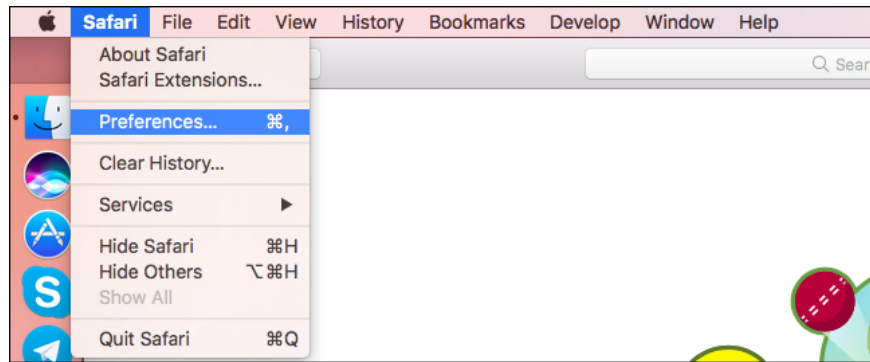 Safari File Edit View History Bookmarks Develop Window Help
About Safari
Safari Extensions...
Preferences... ⌘,
Clear History...
Services ▶
Hide Safari ⌘H
Hide Others ⌥⌘H
Show All
Quit Safari ⌘Q
Sear
S